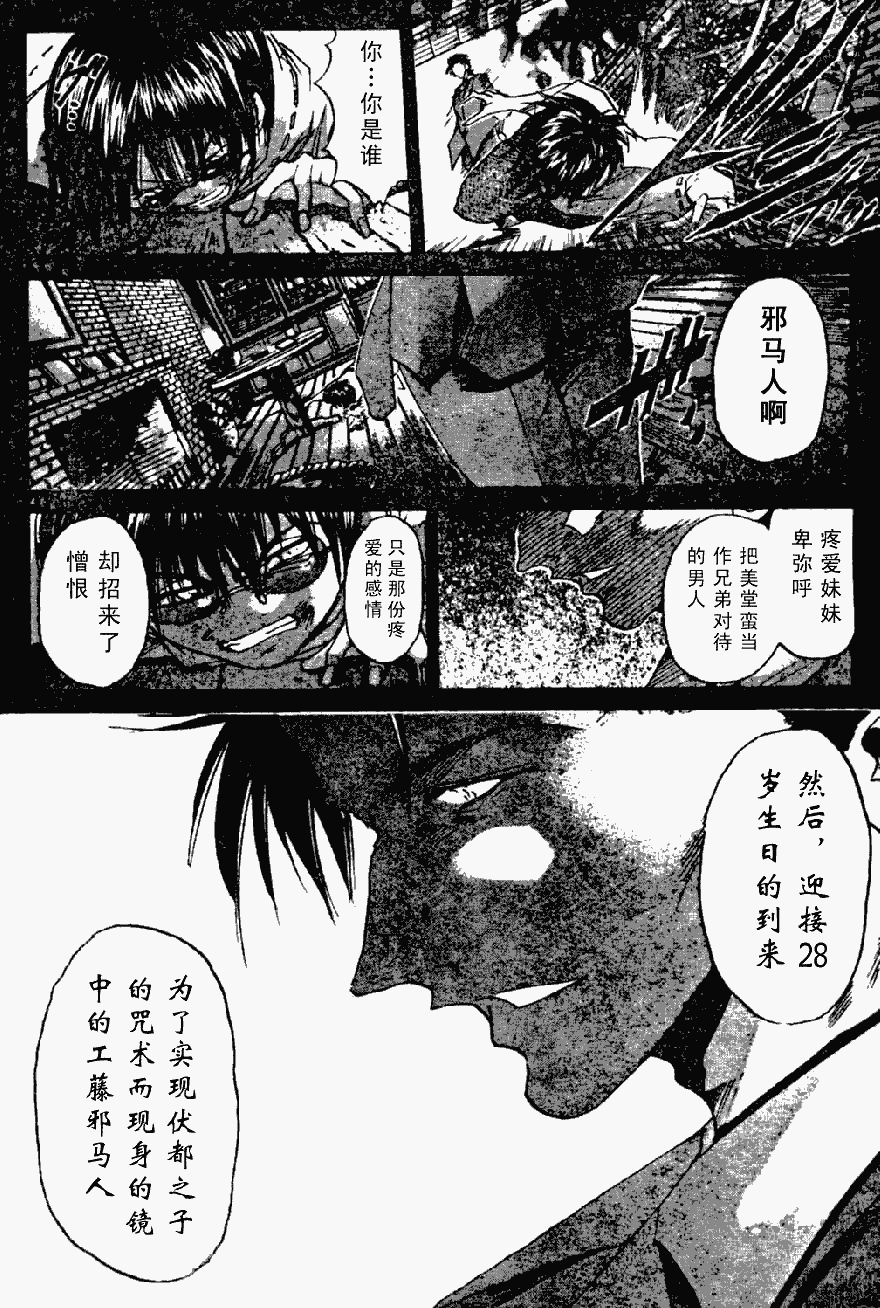 你…你是谁
邪马人啊
疼爱妹妹
卑弥呼
把美堂蛮当
作兄弟对待
的男人
只是那份疼
爱的感情
却招来了
憎恨
然后，迎接28
岁生日的到来
为了实现伏都之子
的咒术而现身的镜
中的工藤邪马人